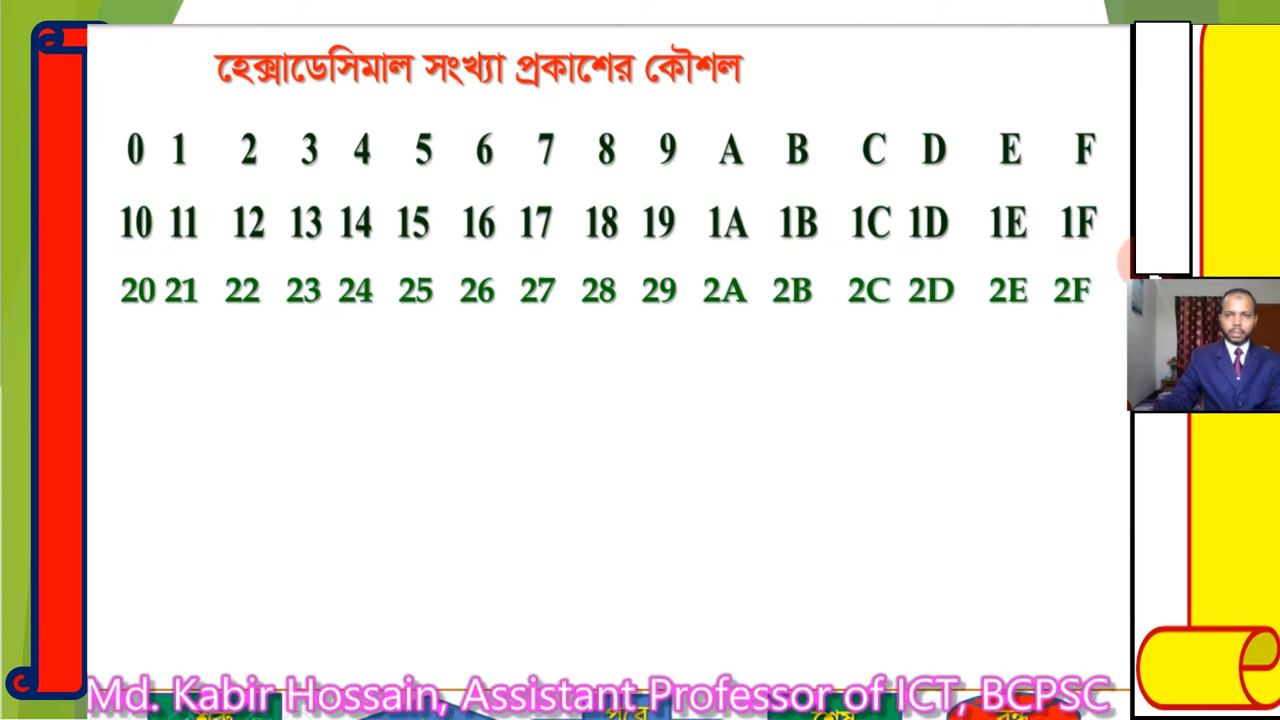 হেক্সাডেসিমাল সংখ্যা প্রকাশের কৌশল
0 1 2 3 4 5 6 7 8 9 A B C D E F
10 11 12 13 14 15 16 17 18 19 1A 1B 1C 1D 1E 1F
20 21 22 23 24 25 26 27 28 29 2A 2B 2C 2D 2E 2F
Md. Kabir Hossain, Assistant Professor of ICT, BCPSC